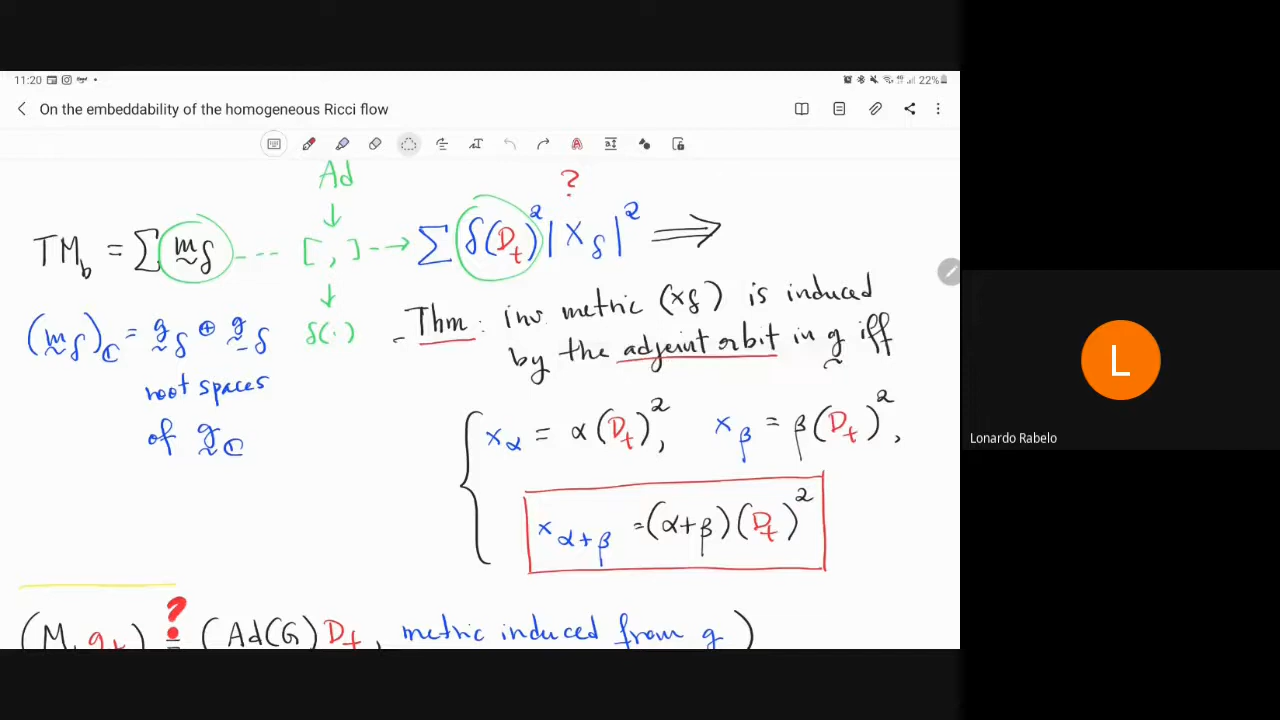 11:20
22%
On the embeddability of the homogeneous Ricci flow
Ad
?
TM_b = ∑ m_δ --- [ , ] --→ ∑ δ(D_t)² |X_δ|² ⟹
(m_δ)_ℂ = g_δ ⊕ g_-δ
δ(·)
root spaces
of g_ℂ
- Thm: inv metric (x_δ) is induced
by the adjoint orbit in g iff
x_α = α(D_t)², x_β = β(D_t)²,
x_α+β = (α+β)(D_t)²
(M, g_t) ?= (Ad(G) D_t, metric induced from g)
L
Lonardo Rabelo